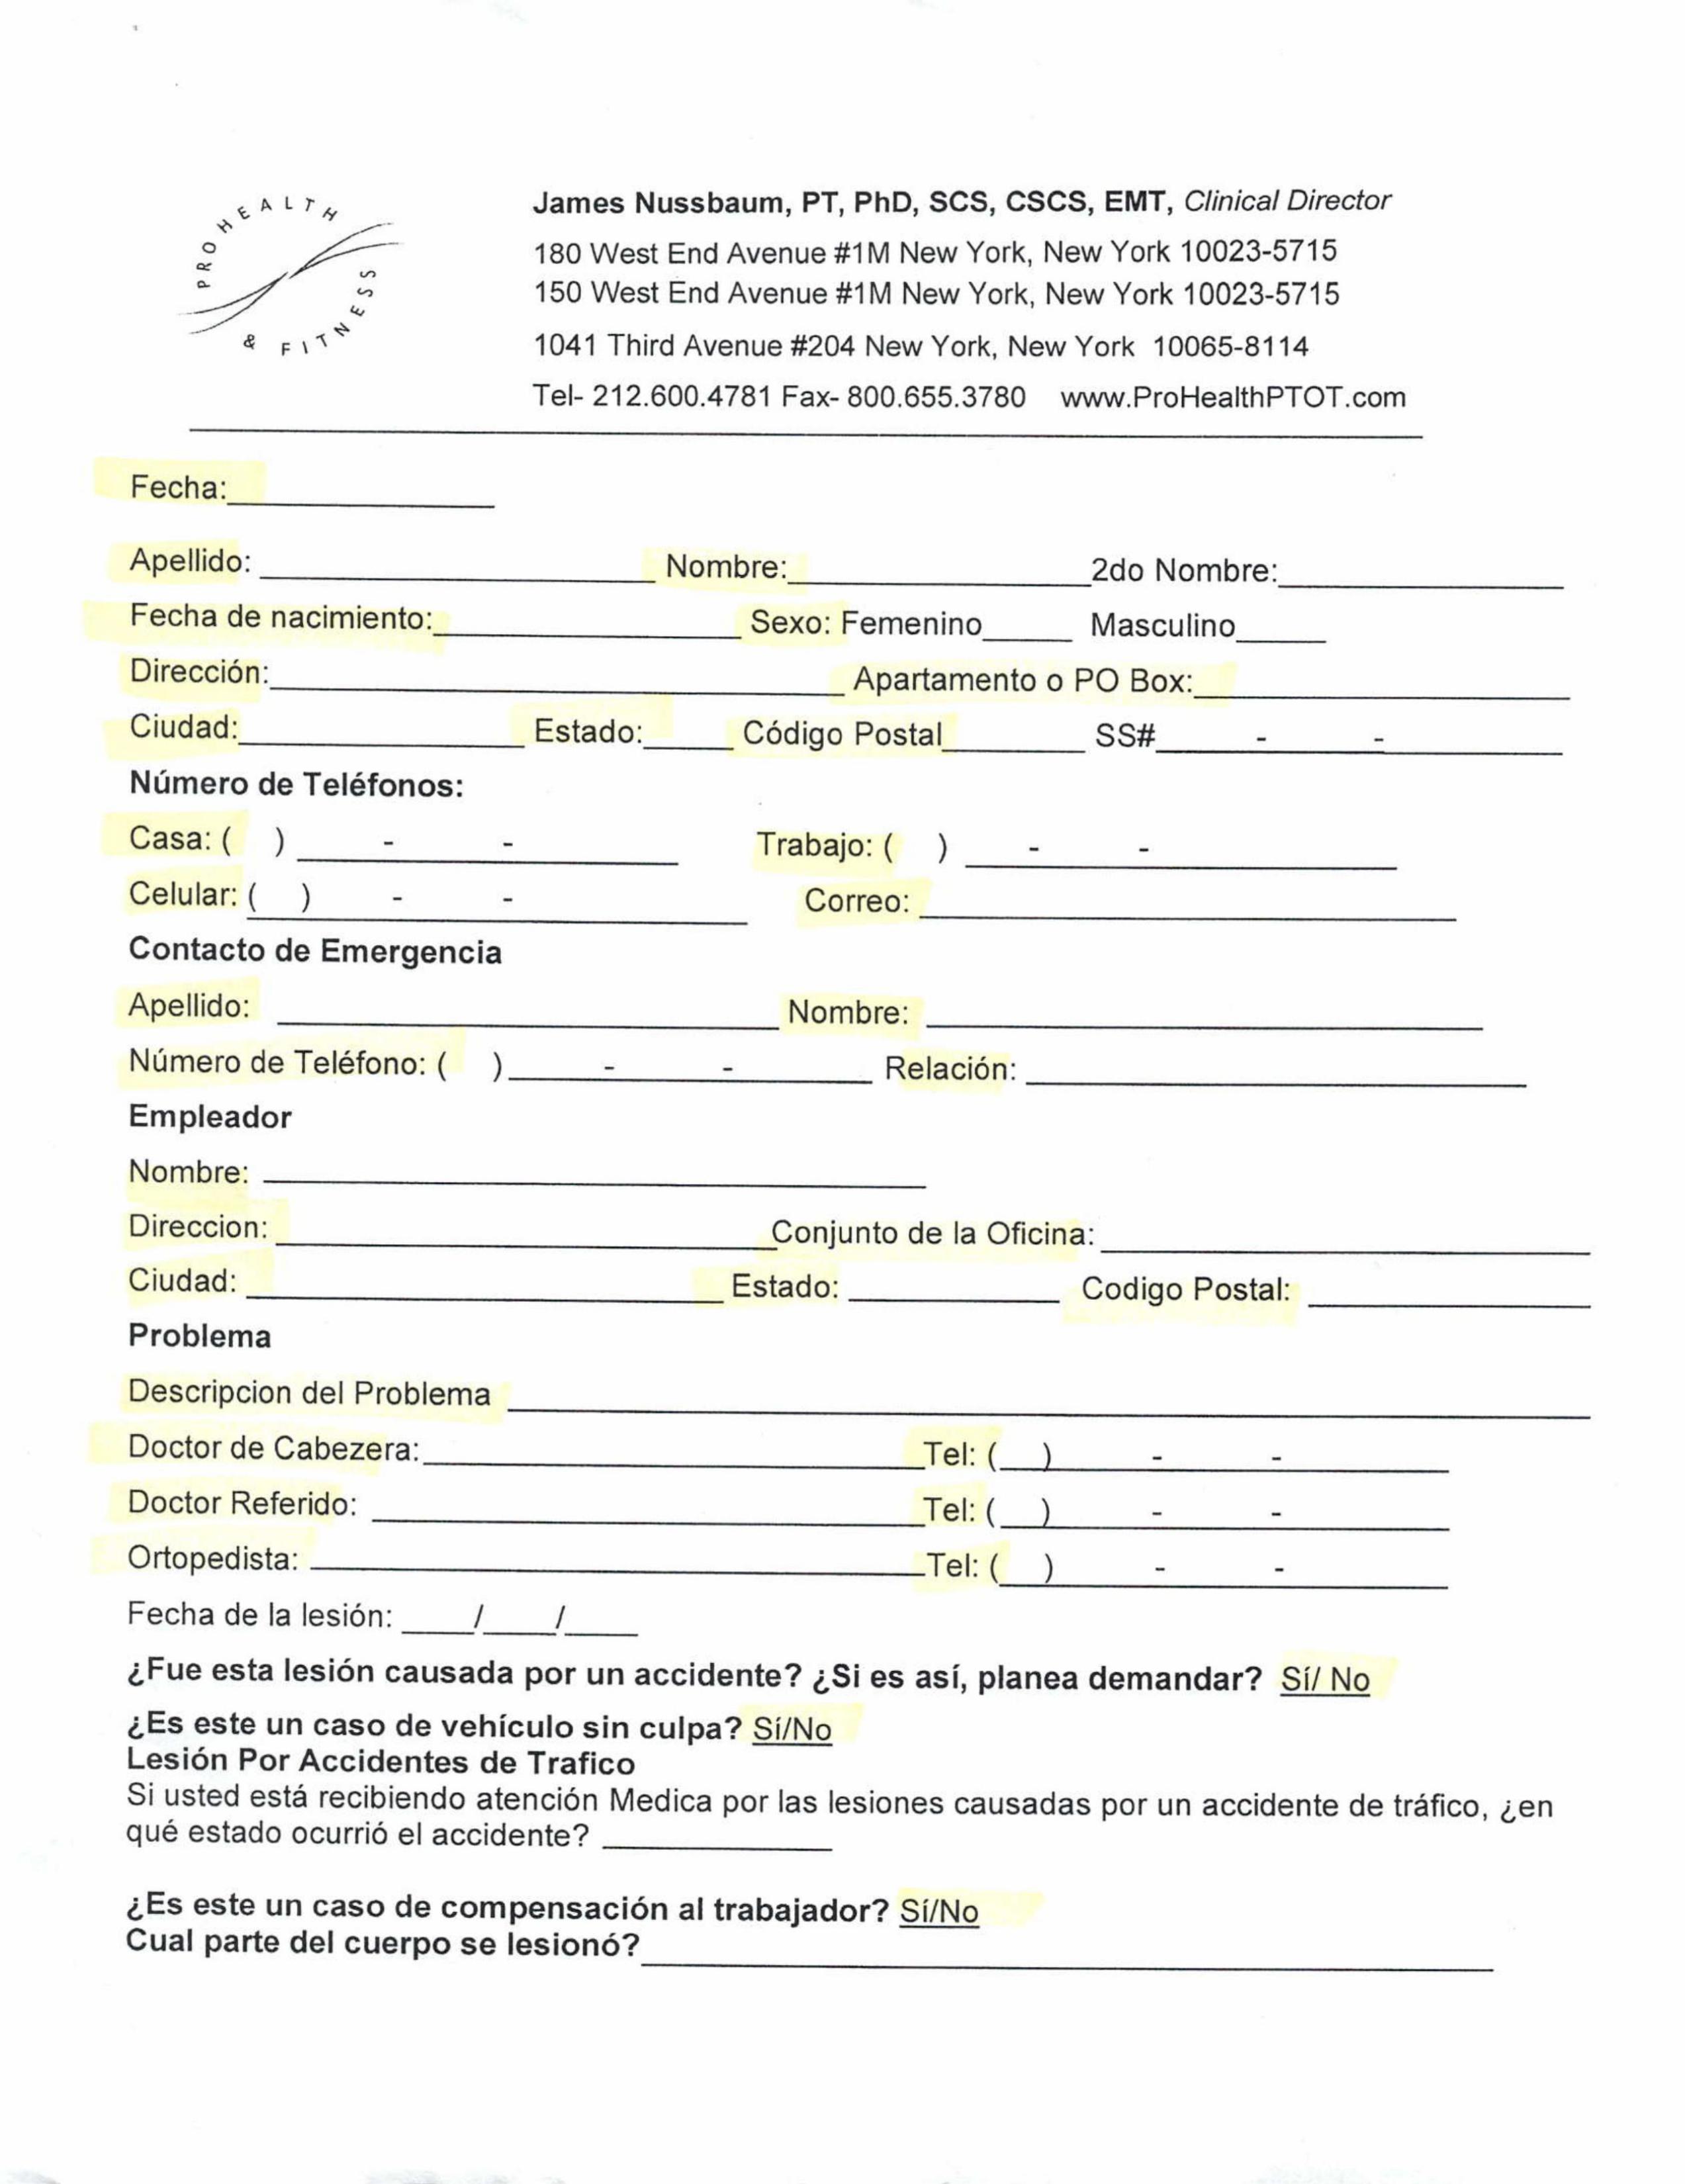 PROHEALTH & FITNESS
James Nussbaum, PT, PhD, SCS, CSCS, EMT, Clinical Director
180 West End Avenue #1M New York, New York 10023-5715
150 West End Avenue #1M New York, New York 10023-5715
1041 Third Avenue #204 New York, New York 10065-8114
Tel- 212.600.4781 Fax- 800.655.3780 www.ProHealthPTOT.com
Fecha:
Apellido: Nombre: 2do Nombre:
Fecha de nacimiento: Sexo: Femenino Masculino
Dirección: Apartamento o PO Box:
Ciudad: Estado: Código Postal SS# - -
Número de Teléfonos:
Casa: ( ) - - Trabajo: ( ) - -
Celular: ( ) - - Correo:
Contacto de Emergencia
Apellido: Nombre:
Número de Teléfono: ( ) - - Relación:
Empleador
Nombre:
Direccion: Conjunto de la Oficina:
Ciudad: Estado: Codigo Postal:
Problema
Descripcion del Problema
Doctor de Cabezera: Tel: ( ) - -
Doctor Referido: Tel: ( ) - -
Ortopedista: Tel: ( ) - -
Fecha de la lesión: / /
¿Fue esta lesión causada por un accidente? ¿Si es así, planea demandar? Sí/ No
¿Es este un caso de vehículo sin culpa? Sí/No
Lesión Por Accidentes de Trafico
Si usted está recibiendo atención Medica por las lesiones causadas por un accidente de tráfico, ¿en
qué estado ocurrió el accidente?
¿Es este un caso de compensación al trabajador? Sí/No
Cual parte del cuerpo se lesionó?